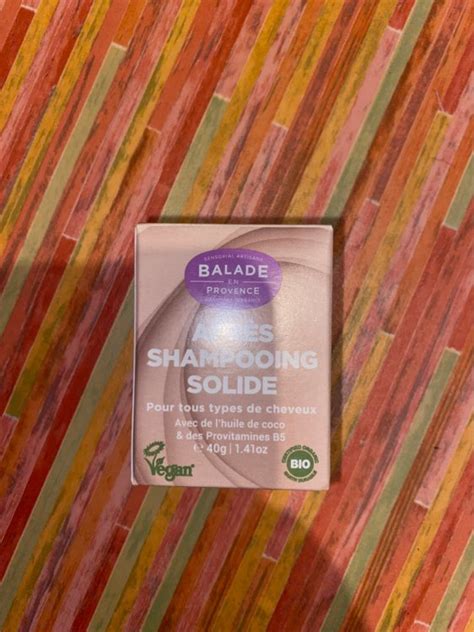 BALADE
EN
PROVENCE
APRÈS
SHAMPOOING
SOLIDE
Pour tous types de cheveux
Avec de l'huile de coco
& des Provitamines B5
e 40g | 1.41oz
Vegan
BIO